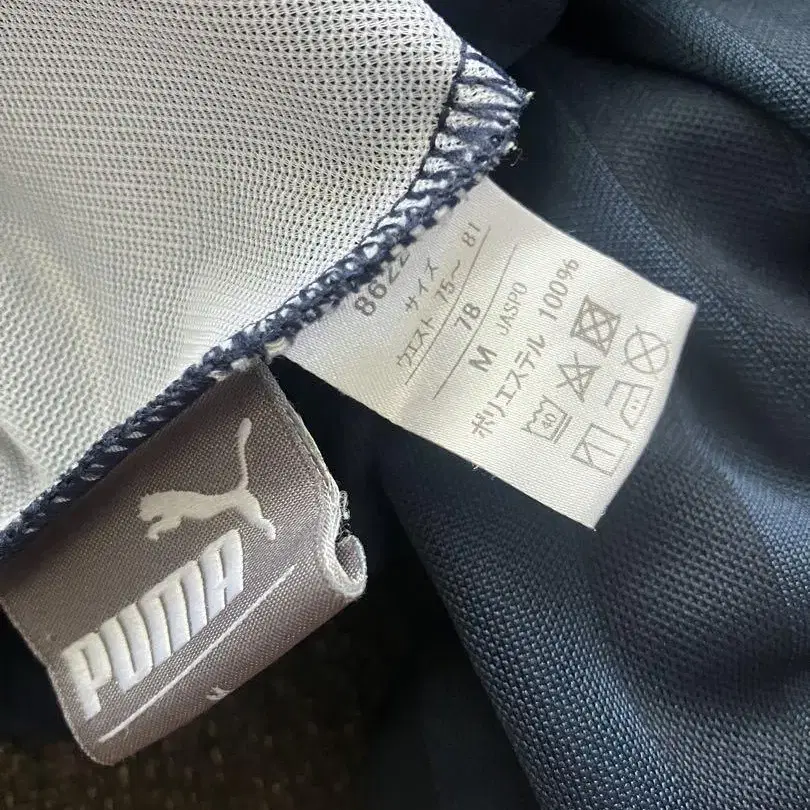 8622
サイズ
ウエスト 75〜81
78
M JASPO
ポリエステル 100%
40
PUMA